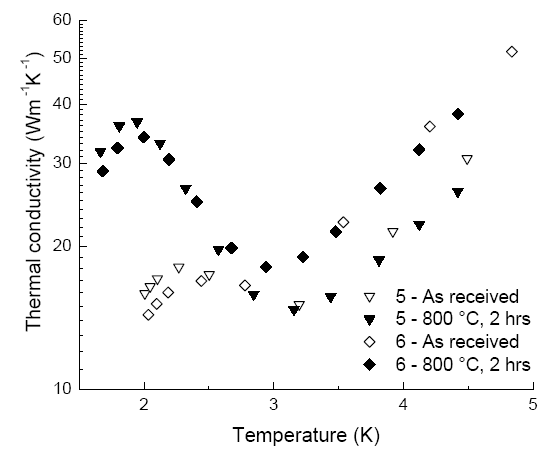 60
50
40
30
20
10
Thermal conductivity (Wm⁻¹K⁻¹)
5 - As received
5 - 800 °C, 2 hrs
6 - As received
6 - 800 °C, 2 hrs
2
3
4
5
Temperature (K)